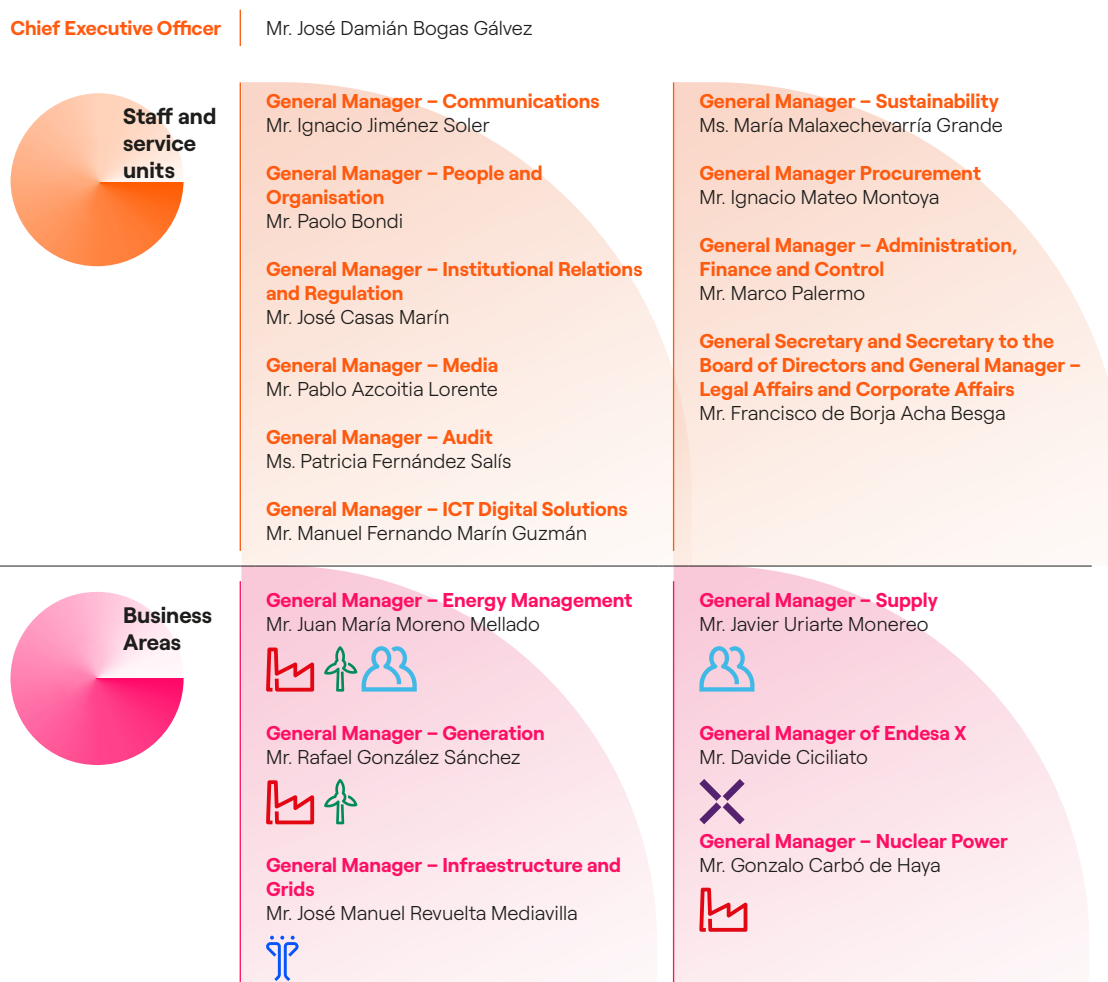 Chief Executive Officer
Mr. José Damián Bogas Gálvez
Staff and
service
units
General Manager – Communications
Mr. Ignacio Jiménez Soler
General Manager – People and
Organisation
Mr. Paolo Bondi
General Manager – Institutional Relations
and Regulation
Mr. José Casas Marín
General Manager – Media
Mr. Pablo Azcoitia Lorente
General Manager – Audit
Ms. Patricia Fernández Salís
General Manager – ICT Digital Solutions
Mr. Manuel Fernando Marín Guzmán
General Manager – Sustainability
Ms. María Malaxechevarría Grande
General Manager Procurement
Mr. Ignacio Mateo Montoya
General Manager – Administration,
Finance and Control
Mr. Marco Palermo
General Secretary and Secretary to the
Board of Directors and General Manager –
Legal Affairs and Corporate Affairs
Mr. Francisco de Borja Acha Besga
Business
Areas
General Manager – Energy Management
Mr. Juan María Moreno Mellado
General Manager – Generation
Mr. Rafael González Sánchez
General Manager – Infraestructure and
Grids
Mr. José Manuel Revuelta Mediavilla
General Manager – Supply
Mr. Javier Uriarte Monereo
General Manager of Endesa X
Mr. Davide Ciciliato
General Manager – Nuclear Power
Mr. Gonzalo Carbó de Haya